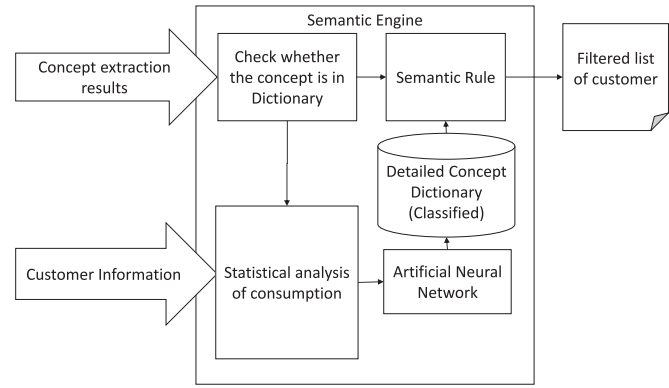 Semantic Engine
Concept extraction
results
Check whether
the concept is in
Dictionary
Semantic Rule
Filtered list
of customer
Detailed Concept
Dictionary
(Classified)
Customer Information
Statistical analysis
of consumption
Artificial Neural
Network